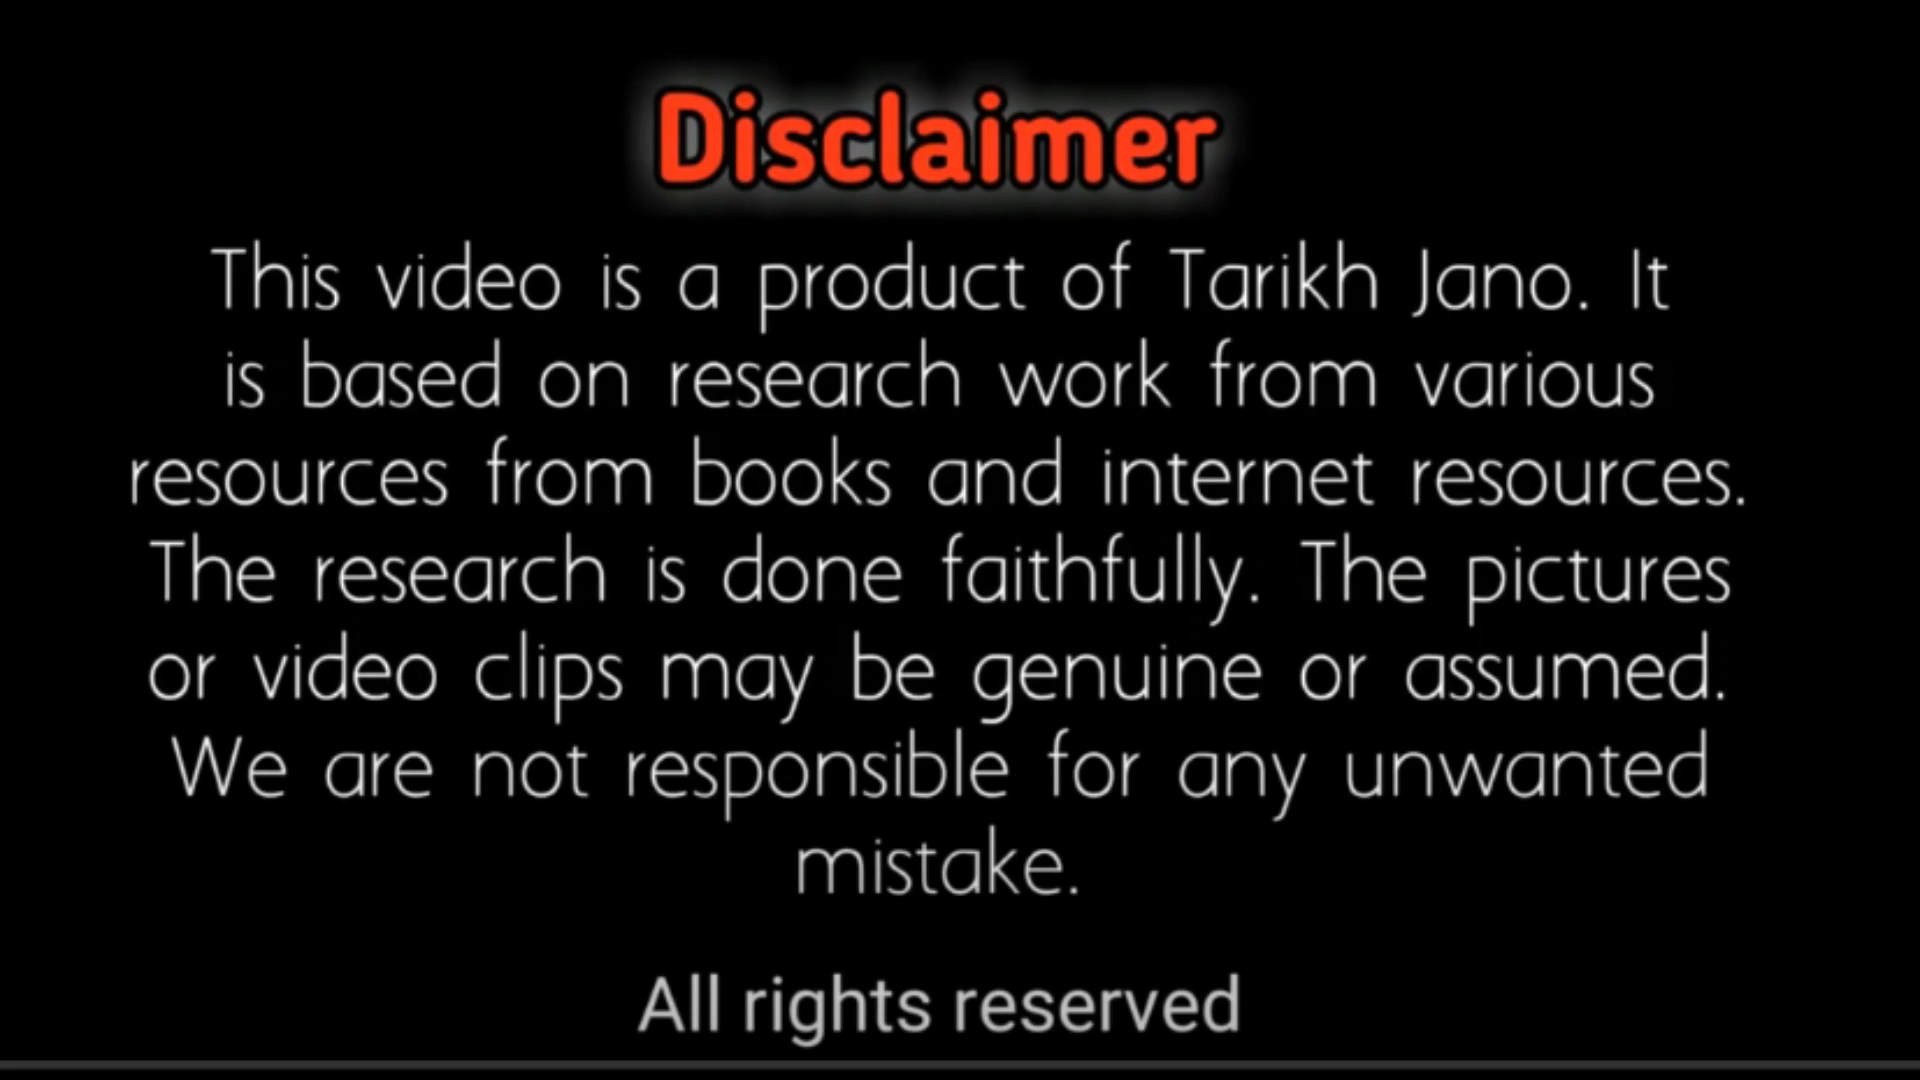 Disclaimer
This video is a product of Tarikh Jano. It
is based on research work from various
resources from books and internet resources.
The research is done faithfully. The pictures
or video clips may be genuine or assumed.
We are not responsible for any unwanted
mistake.
All rights reserved